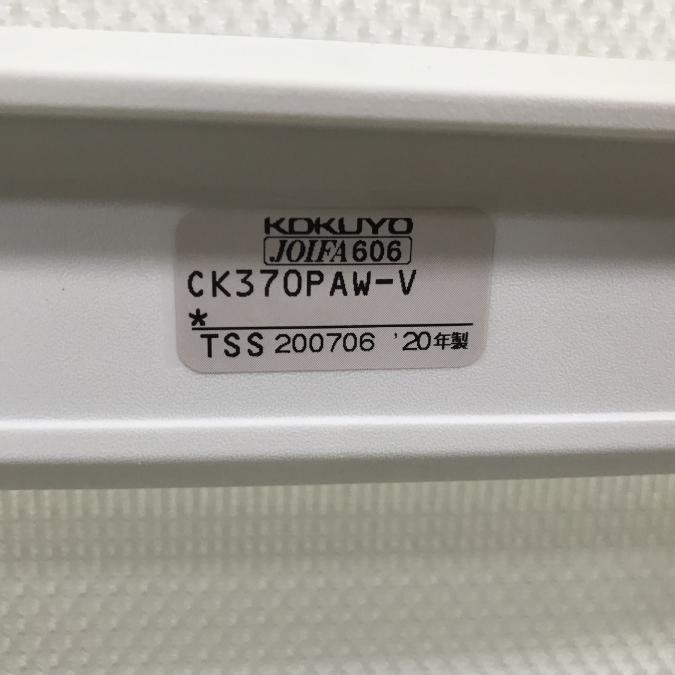 KOKUYO
JOIFA606
CK370PAW-V
*
TSS 200706 '20年製